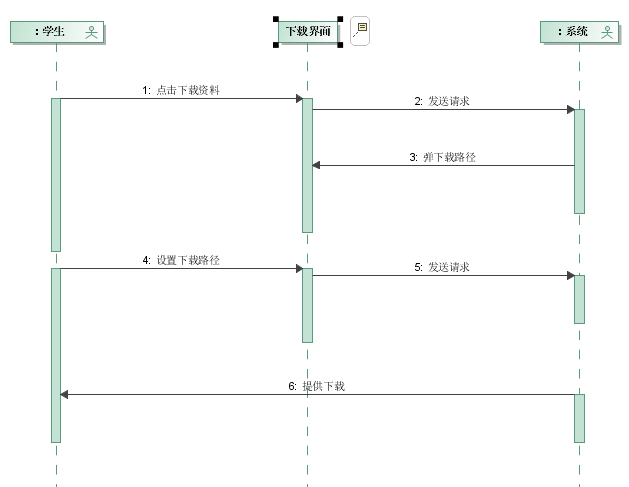 ：学生
下载界面
：系统
1: 点击下载资料
2: 发送请求
3: 弹下载路径
4: 设置下载路径
5: 发送请求
6: 提供下载